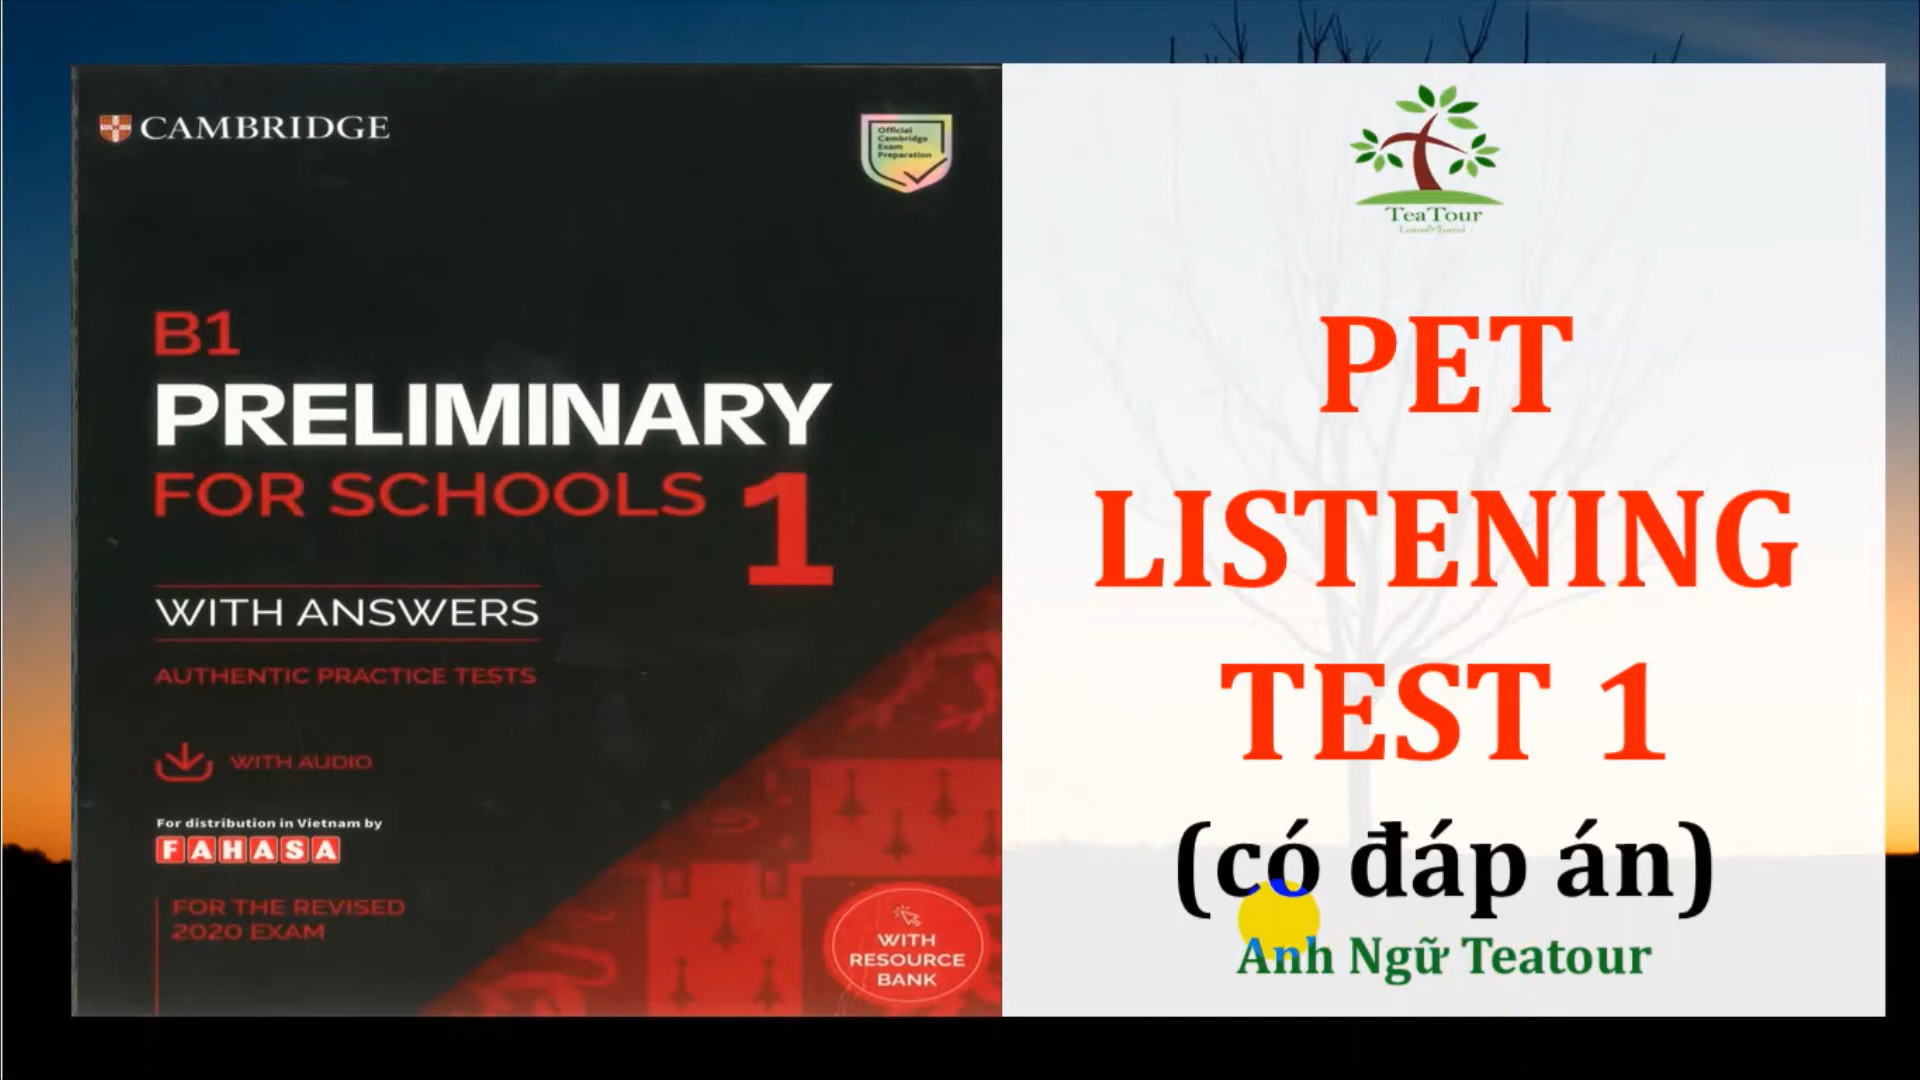 CAMBRIDGE
Official
Cambridge
Exam
Preparation
B1
PRELIMINARY
FOR SCHOOLS 1
WITH ANSWERS
AUTHENTIC PRACTICE TESTS
WITH AUDIO
For distribution in Vietnam by
FAHASA
FOR THE REVISED
2020 EXAM
WITH
RESOURCE
BANK
TeaTour
PET
LISTENING
TEST 1
(có đáp án)
Anh Ngữ Teatour